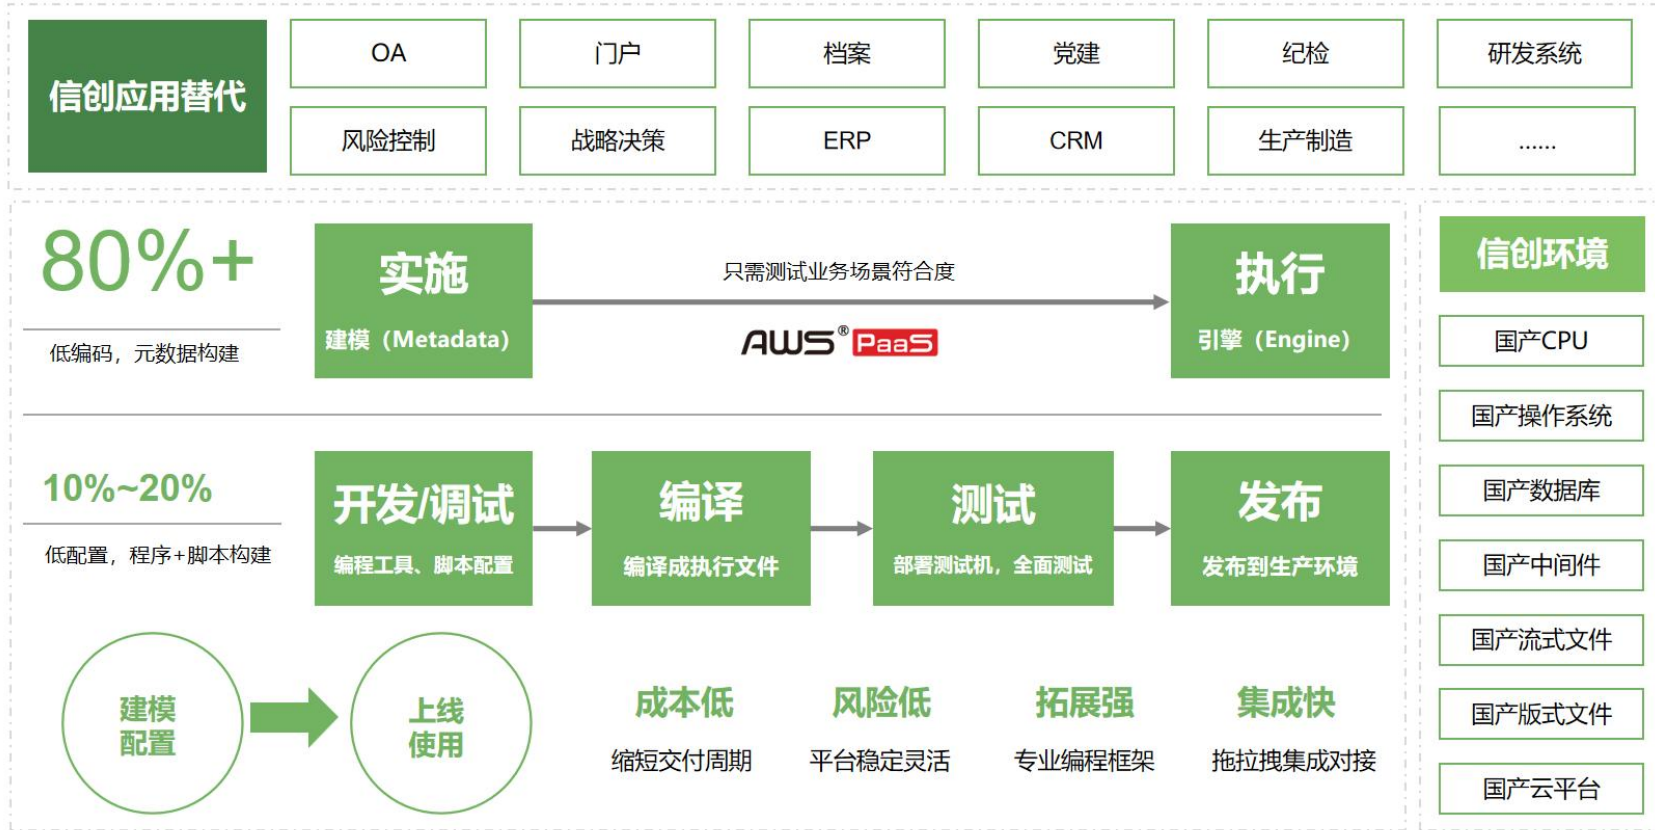 信创应用替代
OA
门户
档案
党建
纪检
研发系统
风险控制
战略决策
ERP
CRM
生产制造
......
80%+
低编码，元数据构建
实施
建模（Metadata）
只需测试业务场景符合度
AWS® PaaS
执行
引擎（Engine）
10%~20%
低配置，程序+脚本构建
开发/调试
编程工具、脚本配置
编译
编译成执行文件
测试
部署测试机，全面测试
发布
发布到生产环境
建模
配置
上线
使用
成本低
缩短交付周期
风险低
平台稳定灵活
拓展强
专业编程框架
集成快
拖拉拽集成对接
信创环境
国产CPU
国产操作系统
国产数据库
国产中间件
国产流式文件
国产版式文件
国产云平台